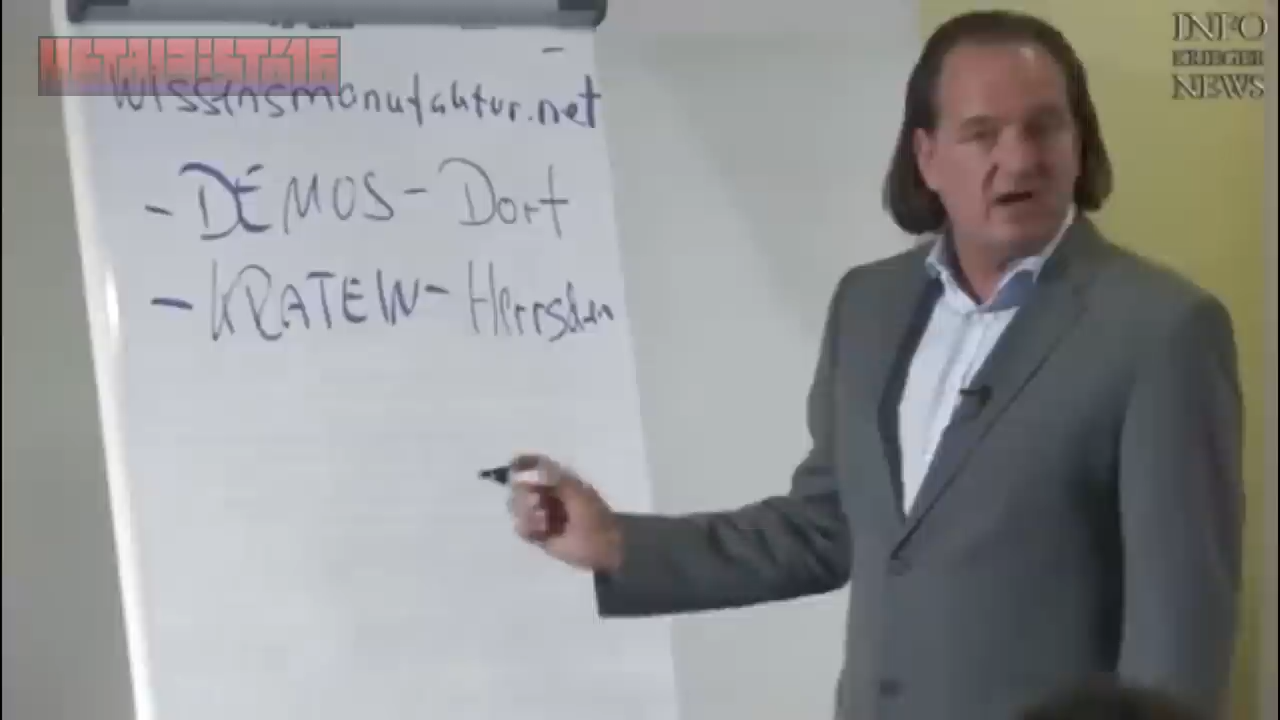 INFO
KRIEGER
NEWS
wissensmanufaktur.net
- DEMOS - Dorf
- KRATEIN - Herrschen